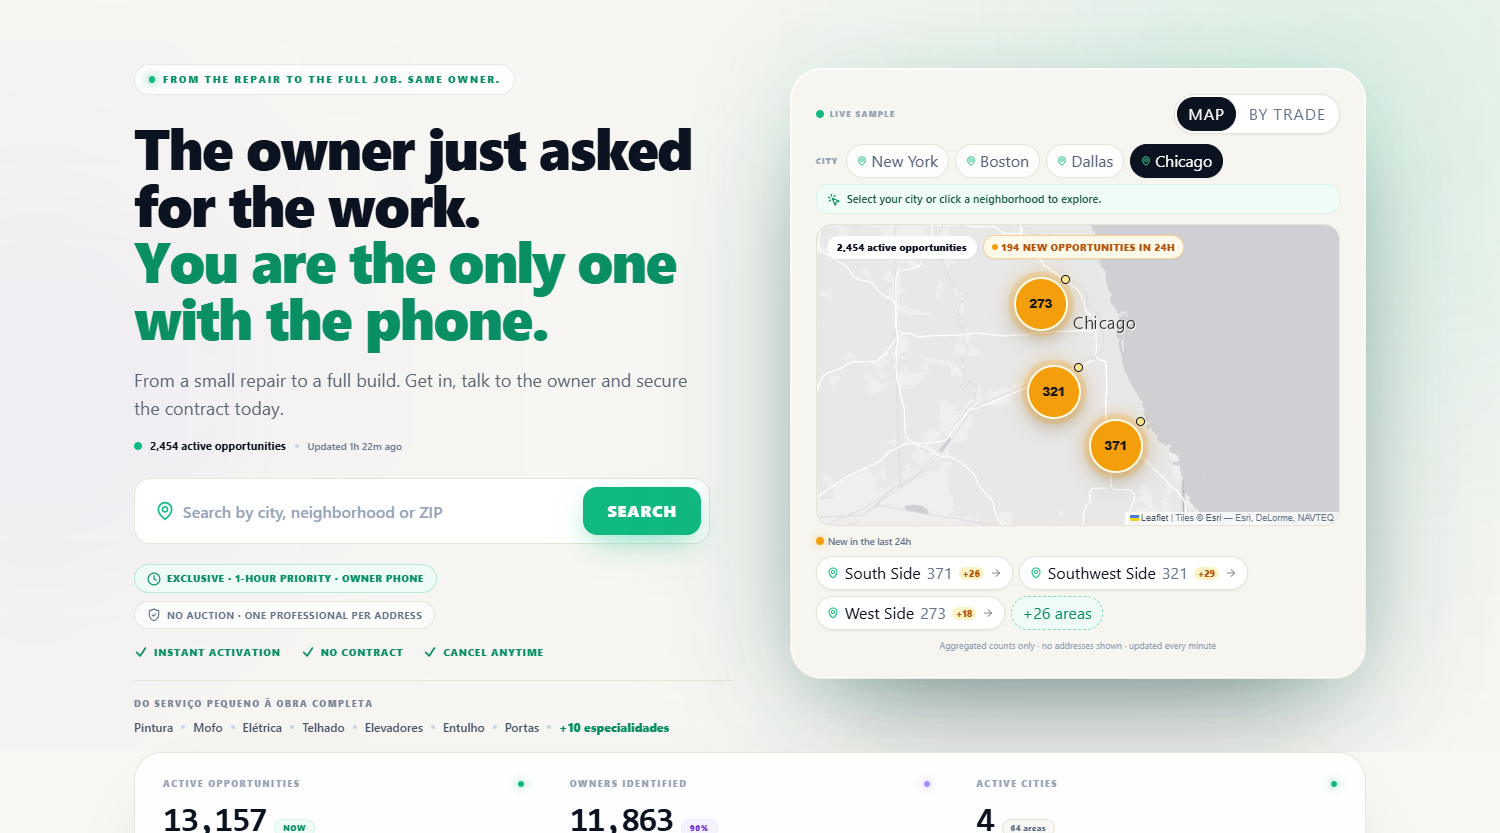 FROM THE REPAIR TO THE FULL JOB. SAME OWNER.
The owner just asked
for the work.
You are the only one
with the phone.
From a small repair to a full build. Get in, talk to the owner and secure
the contract today.
2,454 active opportunities • Updated 1h 22m ago
Search by city, neighborhood or ZIP
SEARCH
EXCLUSIVE · 1-HOUR PRIORITY · OWNER PHONE
NO AUCTION · ONE PROFESSIONAL PER ADDRESS
INSTANT ACTIVATION NO CONTRACT CANCEL ANYTIME
DO SERVIÇO PEQUENO À OBRA COMPLETA
Pintura • Mofo • Elétrica • Telhado • Elevadores • Entulho • Portas • +10 especialidades
LIVE SAMPLE
MAP BY TRADE
CITY New York Boston Dallas Chicago
Select your city or click a neighborhood to explore.
2,454 active opportunities 194 NEW OPPORTUNITIES IN 24H
273
Chicago
321
371
Leaflet | Tiles © Esri — Esri, DeLorme, NAVTEQ
New in the last 24h
South Side 371 +26 → Southwest Side 321 +29 →
West Side 273 +18 → +26 areas
Aggregated counts only · no addresses shown · updated every minute
ACTIVE OPPORTUNITIES
13,157 NOW
OWNERS IDENTIFIED
11,863 90%
ACTIVE CITIES
4 64 areas